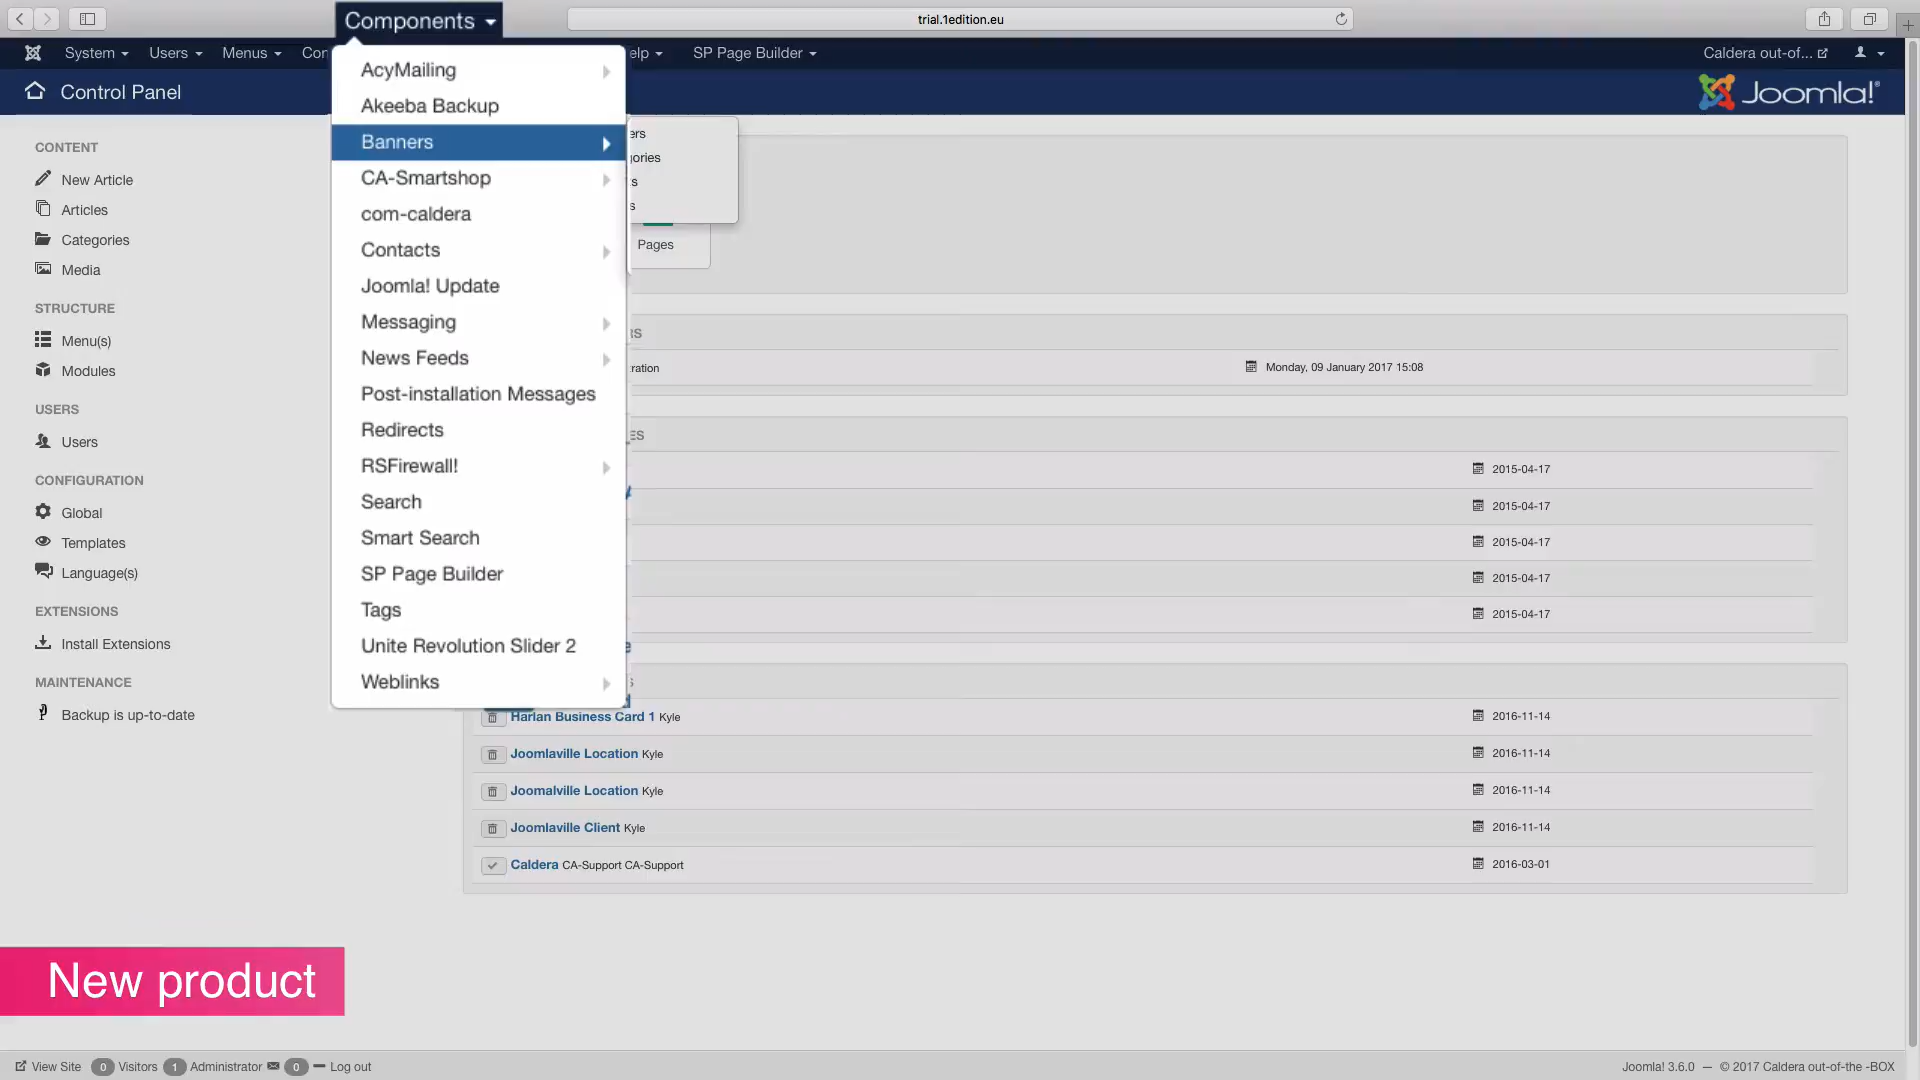 Components
trial.1edition.eu
System
Users
Menus
SP Page Builder
Caldera out-of...
Control Panel
Joomla!
CONTENT
New Article
Articles
Categories
Media
STRUCTURE
Menu(s)
Modules
USERS
Users
CONFIGURATION
Global
Templates
Language(s)
EXTENSIONS
Install Extensions
MAINTENANCE
Backup is up-to-date
AcyMailing
Akeeba Backup
Banners
CA-Smartshop
com-caldera
Contacts
Joomla! Update
Messaging
News Feeds
Post-installation Messages
Redirects
RSFirewall!
Search
Smart Search
SP Page Builder
Tags
Unite Revolution Slider 2
Weblinks
Pages
Monday, 09 January 2017 15:08
2015-04-17
2015-04-17
2015-04-17
2015-04-17
2015-04-17
Harlan Business Card 1 Kyle 2016-11-14
Joomlaville Location Kyle 2016-11-14
Joomalville Location Kyle 2016-11-14
Joomlaville Client Kyle 2016-11-14
Caldera CA-Support CA-Support 2016-03-01
New product
View Site 0 Visitors 1 Administrator 0 Log out
Joomla! 3.6.0 — © 2017 Caldera out-of-the -BOX